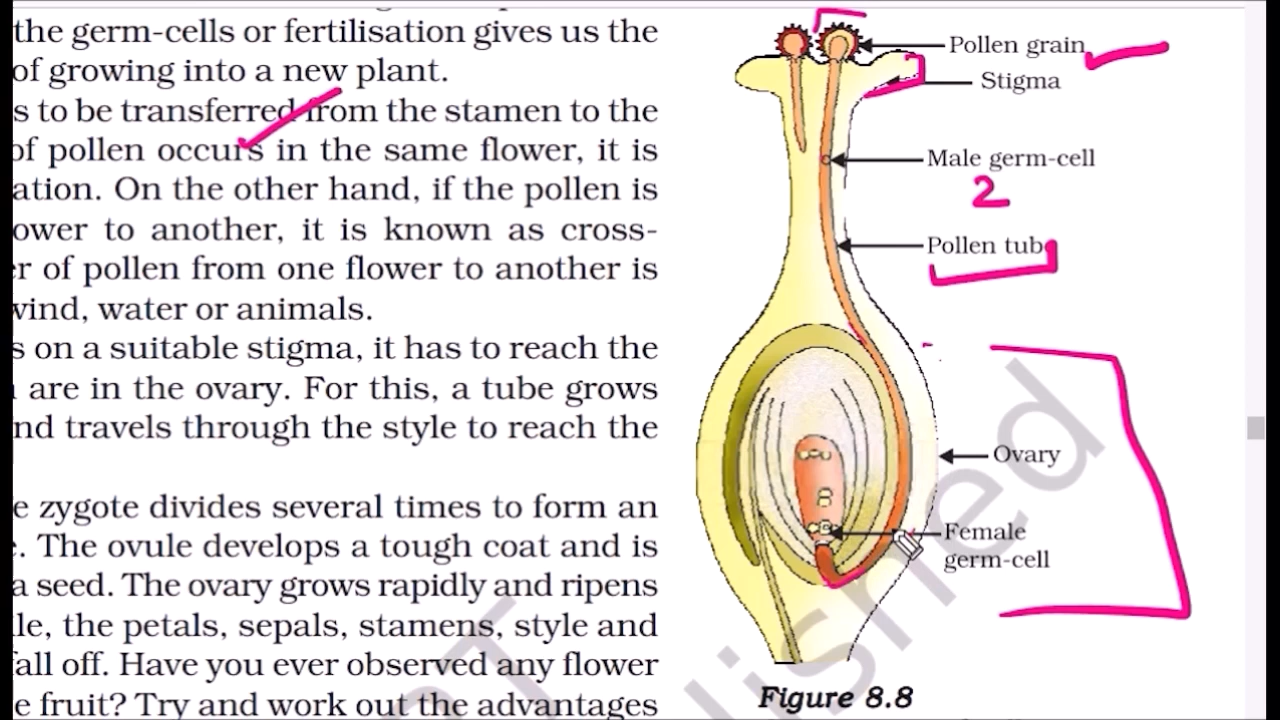 the germ-cells or fertilisation gives us the
of growing into a new plant.
s to be transferred from the stamen to the
of pollen occurs in the same flower, it is
ation. On the other hand, if the pollen is
ower to another, it is known as cross-
er of pollen from one flower to another is
wind, water or animals.
s on a suitable stigma, it has to reach the
are in the ovary. For this, a tube grows
nd travels through the style to reach the
e zygote divides several times to form an
. The ovule develops a tough coat and is
a seed. The ovary grows rapidly and ripens
le, the petals, sepals, stamens, style and
fall off. Have you ever observed any flower
e fruit? Try and work out the advantages
Pollen grain
Stigma
Male germ-cell
2
Pollen tube
Ovary
Female
germ-cell
Figure 8.8
lished